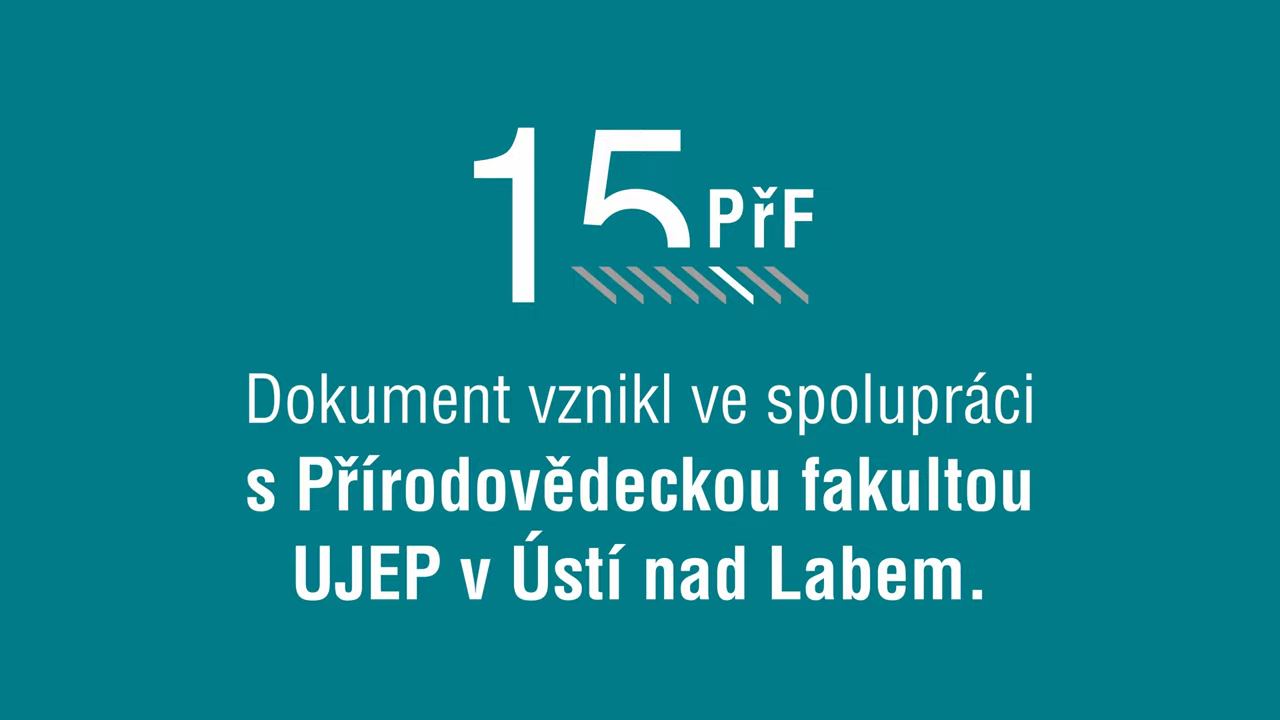 15 PřF
Dokument vznikl ve spolupráci
s Přírodovědeckou fakultou
UJEP v Ústí nad Labem.